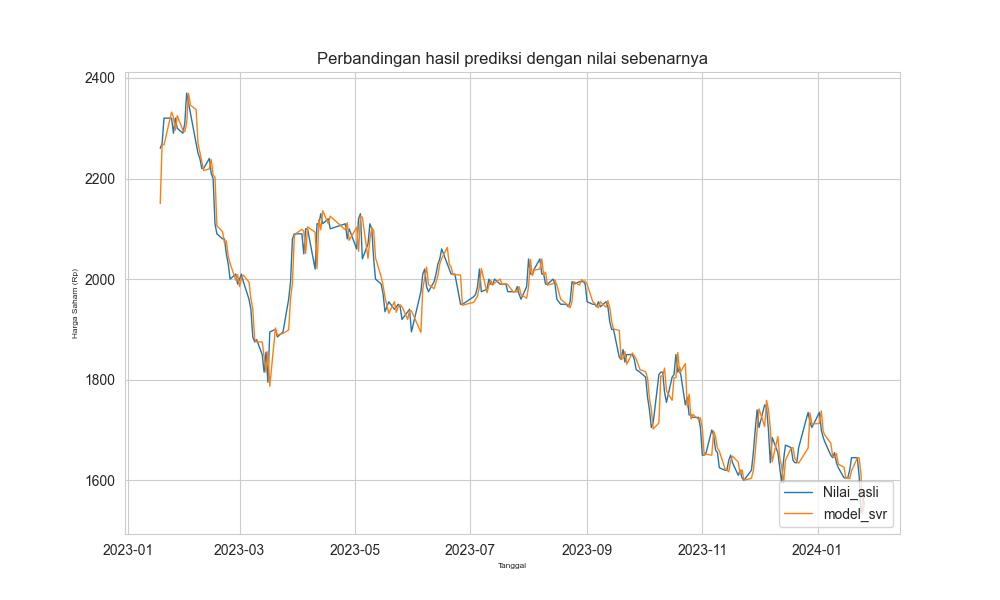 Perbandingan hasil prediksi dengan nilai sebenarnya
2400
2200
2000
1800
1600
Harga Saham (Rp)
2023-01
2023-03
2023-05
2023-07
2023-09
2023-11
2024-01
Tanggal
Nilai_asli
model_svr